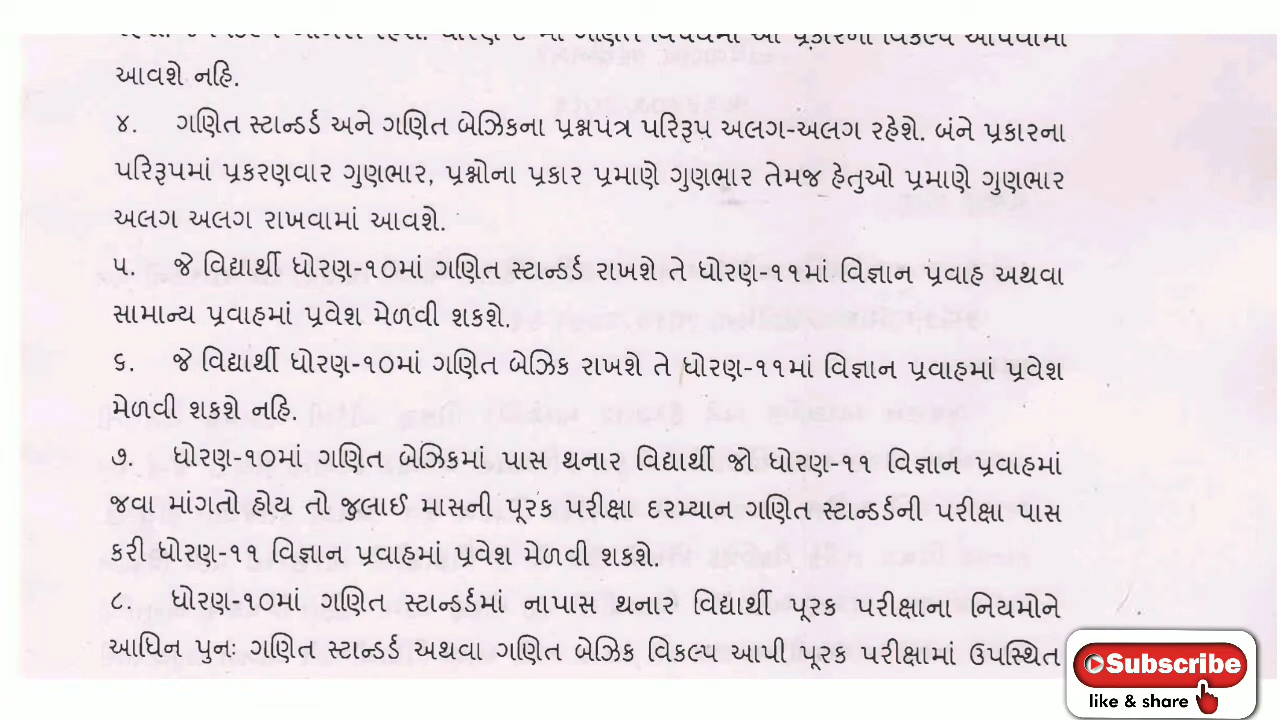 આવશે નહિ.
૪. ગણિત સ્ટાન્ડર્ડ અને ગણિત બેઝિકના પ્રશ્નપત્ર પરિરૂપ અલગ-અલગ રહેશે. બંને પ્રકારના
પરિરૂપમાં પ્રકરણવાર ગુણભાર, પ્રશ્નોના પ્રકાર પ્રમાણે ગુણભાર તેમજ હેતુઓ પ્રમાણે ગુણભાર
અલગ અલગ રાખવામાં આવશે.
૫. જે વિદ્યાર્થી ધોરણ-૧૦માં ગણિત સ્ટાન્ડર્ડ રાખશે તે ધોરણ-૧૧માં વિજ્ઞાન પ્રવાહ અથવા
સામાન્ય પ્રવાહમાં પ્રવેશ મેળવી શકશે.
૬. જે વિદ્યાર્થી ધોરણ-૧૦માં ગણિત બેઝિક રાખશે તે ધોરણ-૧૧માં વિજ્ઞાન પ્રવાહમાં પ્રવેશ
મેળવી શકશે નહિ.
૭. ધોરણ-૧૦માં ગણિત બેઝિકમાં પાસ થનાર વિદ્યાર્થી જો ધોરણ-૧૧ વિજ્ઞાન પ્રવાહમાં
જવા માંગતો હોય તો જુલાઈ માસની પૂરક પરીક્ષા દરમ્યાન ગણિત સ્ટાન્ડર્ડની પરીક્ષા પાસ
કરી ધોરણ-૧૧ વિજ્ઞાન પ્રવાહમાં પ્રવેશ મેળવી શકશે.
૮. ધોરણ-૧૦માં ગણિત સ્ટાન્ડર્ડમાં નાપાસ થનાર વિદ્યાર્થી પૂરક પરીક્ષાના નિયમોને
આધિન પુનઃ ગણિત સ્ટાન્ડર્ડ અથવા ગણિત બેઝિક વિકલ્પ આપી પૂરક પરીક્ષામાં ઉપસ્થિત
Subscribe
like & share